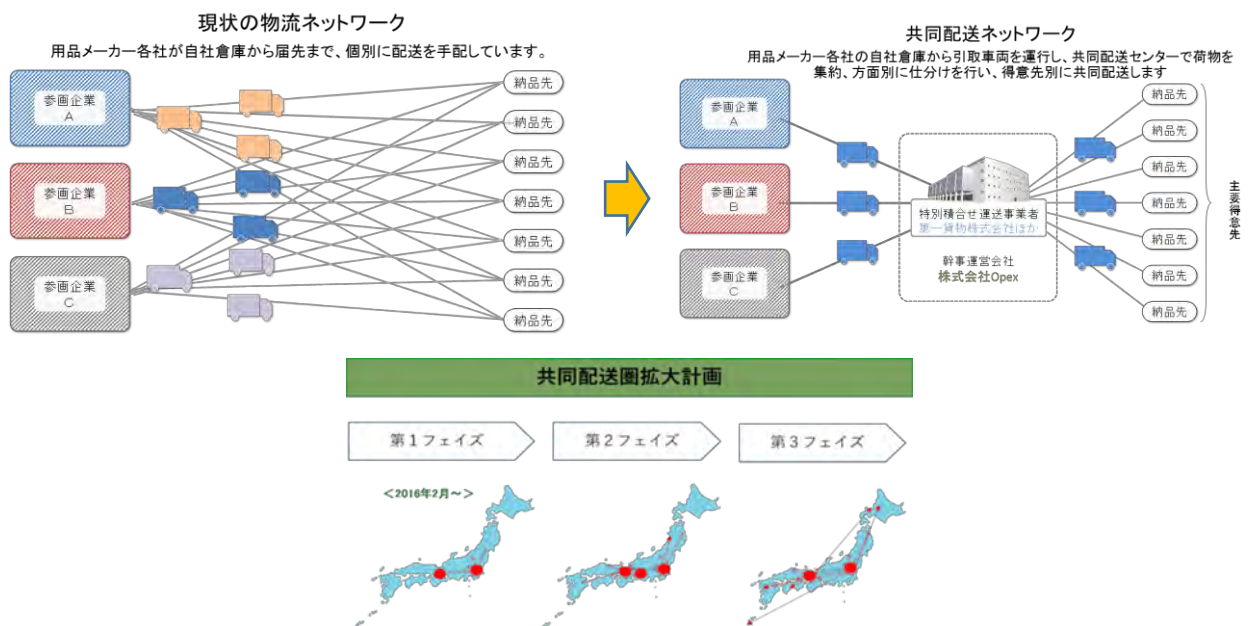 現状の物流ネットワーク
用品メーカー各社が自社倉庫から届先まで、個別に配送を手配しています。
参画企業
A
参画企業
B
参画企業
C
納品先
納品先
納品先
納品先
納品先
納品先
納品先
共同配送ネットワーク
用品メーカー各社の自社倉庫から引取車両を運行し、共同配送センターで荷物を
集約、方面別に仕分けを行い、得意先別に共同配送します
参画企業
A
参画企業
B
参画企業
C
特別積合せ運送事業者
第一貨物株式会社ほか
幹事運営会社
株式会社Opex
納品先
納品先
納品先
納品先
納品先
納品先
納品先
主要得意先
共同配送圏拡大計画
第1フェイズ
第2フェイズ
第3フェイズ
＜2016年2月～＞